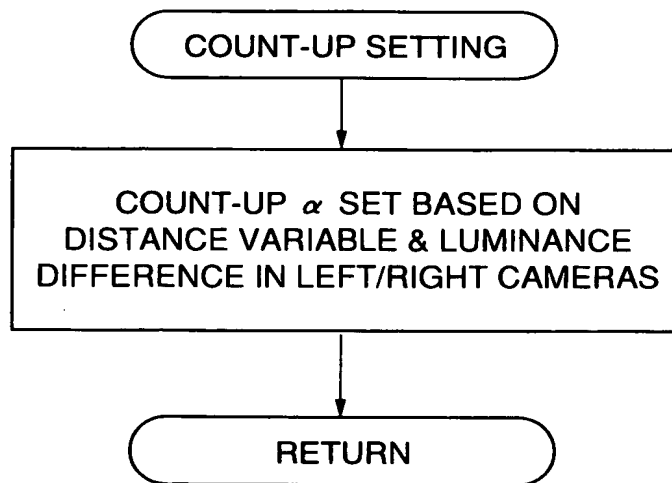 COUNT-UP SETTING
COUNT-UP α SET BASED ON
DISTANCE VARIABLE & LUMINANCE
DIFFERENCE IN LEFT/RIGHT CAMERAS
RETURN